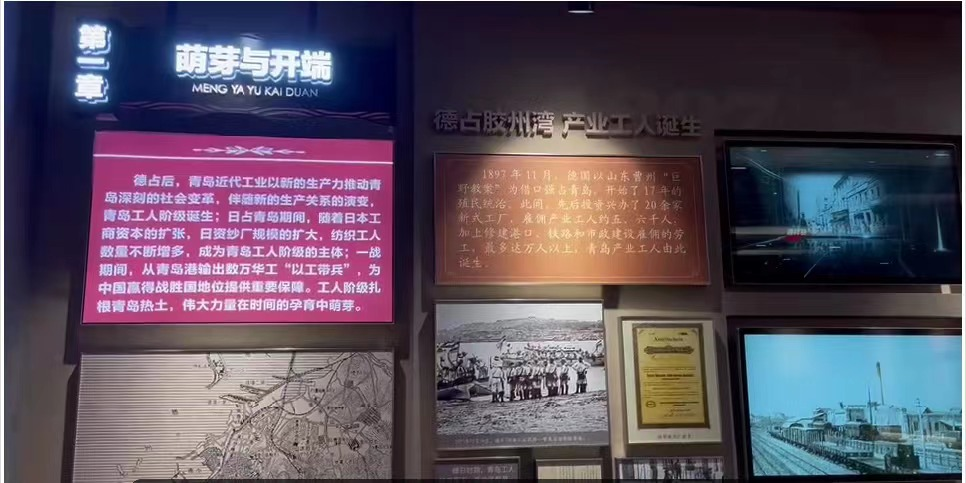 第一章
萌芽与开端
MENG YA YU KAI DUAN
德占后，青岛近代工业以新的生产力推动青
岛深刻的社会变革，伴随新的生产关系的演变，
青岛工人阶级诞生；日占青岛期间，随着日本工
商资本的扩张，日资纱厂规模的扩大，纺织工人
数量不断增多，成为青岛工人阶级的主体；一战
期间，从青岛港输出数万华工“以工带兵”，为
中国赢得战胜国地位提供重要保障。工人阶级扎
根青岛热土，伟大力量在时间的孕育中萌芽。
德占胶州湾 产业工人诞生
1897 年 11 月，德国以山东曹州“巨
野教案”为借口强占青岛，开始了 17 年的
殖民统治。此间，先后投资兴办了 20 余家
新式工厂，雇佣产业工人约五、六千人，
加上修建港口、铁路和市政建设雇佣的劳
工，最多达万人以上，青岛产业工人由此
诞生。